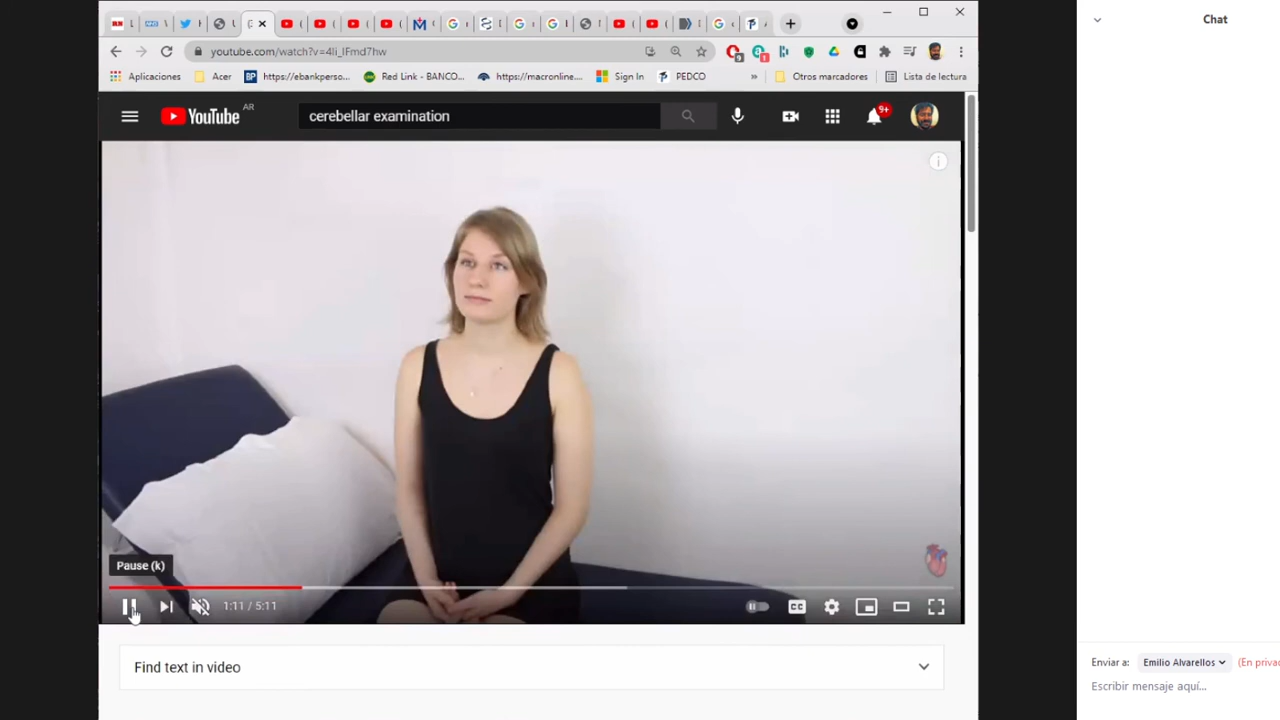 youtube.com/watch?v=4li_lFmd7hw
Aplicaciones
Acer
https://ebankperso...
Red Link - BANCO...
https://macronline....
Sign In
PEDCO
»
Otros marcadores
Lista de lectura
YouTube AR
cerebellar examination
9+
Pause (k)
1:11 / 5:11
CC
Find text in video
Chat
Enviar a:
Emilio Alvarellos
(En privad
Escribir mensaje aquí...